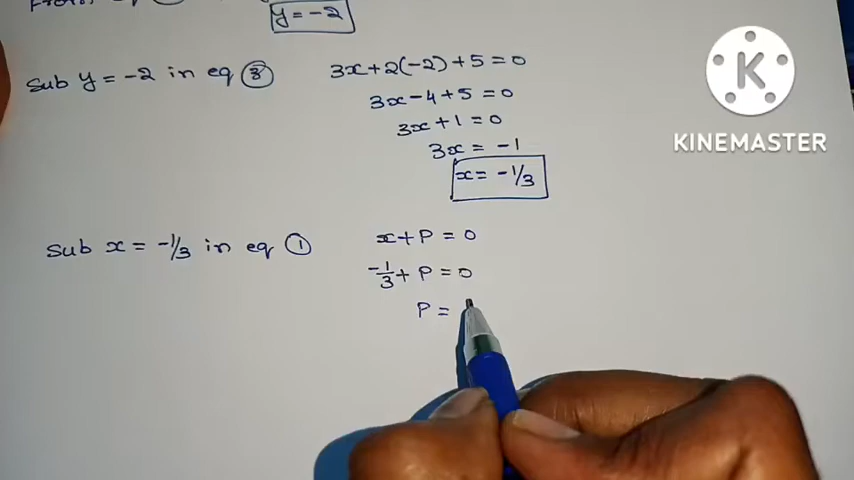 y = -2
Sub y = -2 in eq ③ 3x + 2(-2) + 5 = 0
3x - 4 + 5 = 0
3x + 1 = 0
3x = -1
x = -1/3
Sub x = -1/3 in eq ① x + P = 0
-1/3 + P = 0
P =
KINEMASTER